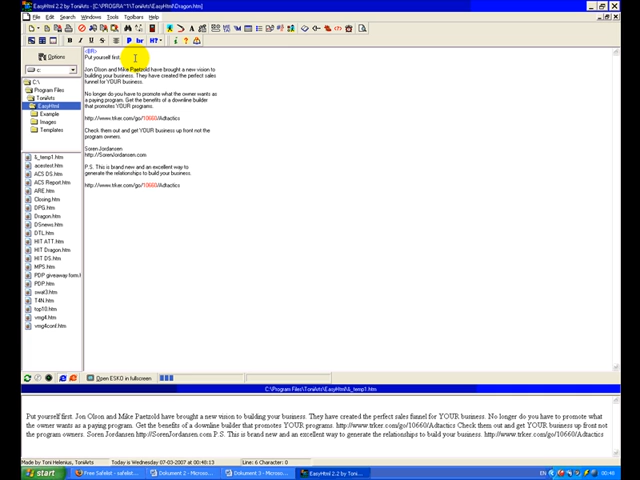 EasyHtml 2.2 by ToniArts - [C:\PROGRA~1\ToniArts\EasyHtml\Dragon.htm]
File Edit Search Windows Tools Toolbars Help
P hr H?
Options
B I U S
c:
C:\
Program Files
ToniArts
EasyHtml
Example
Images
Templates
&_temp1.htm
acestest.htm
ACS DS.htm
ACS Report.htm
ARE.htm
Closing.htm
DPG.htm
Dragon.htm
DSnews.htm
DTL.htm
HIT ATT.htm
HIT Dragon.htm
HIT DS.htm
MPS.htm
PDP giveaway form.h
PDP.htm
swat3.htm
T4N.htm
top10.htm
vmg4.htm
vmg4conf.htm
<BR>
Put yourself first.
Jon Olson and Mike Paetzold have brought a new vision to
building your business. They have created the perfect sales
funnel for YOUR business.
No longer do you have to promote what the owner wants as
a paying program. Get the benefits of a downline builder
that promotes YOUR programs.
http://www.trker.com/go/10660/Adtactics
Check them out and get YOUR business up front not the
program owners.
Soren Jordansen
http://SorenJordansen.com
P.S. This is brand new and an excellent way to
generate the relationships to build your business.
http://www.trker.com/go/10660/Adtactics
Open ESKO in fullscreen
C:\Program Files\ToniArts\EasyHtml\&_temp1.htm
Put yourself first. Jon Olson and Mike Paetzold have brought a new vision to building your business. They have created the perfect sales funnel for YOUR business. No longer do you have to promote what
the owner wants as a paying program. Get the benefits of a downline builder that promotes YOUR programs. http://www.trker.com/go/10660/Adtactics Check them out and get YOUR business up front not
the program owners. Soren Jordansen http://SorenJordansen.com P.S. This is brand new and an excellent way to generate the relationships to build your business. http://www.trker.com/go/10660/Adtactics
Made by Toni Helenius, ToniArts Today is Wednesday 07-03-2007 at 00:48:13 Line: 6 Character: 0
start Free Safelist - safelist... Dokument 2 - Microso... Dokument 3 - Microso... EasyHtml 2.2 by Toni... EN 00:48